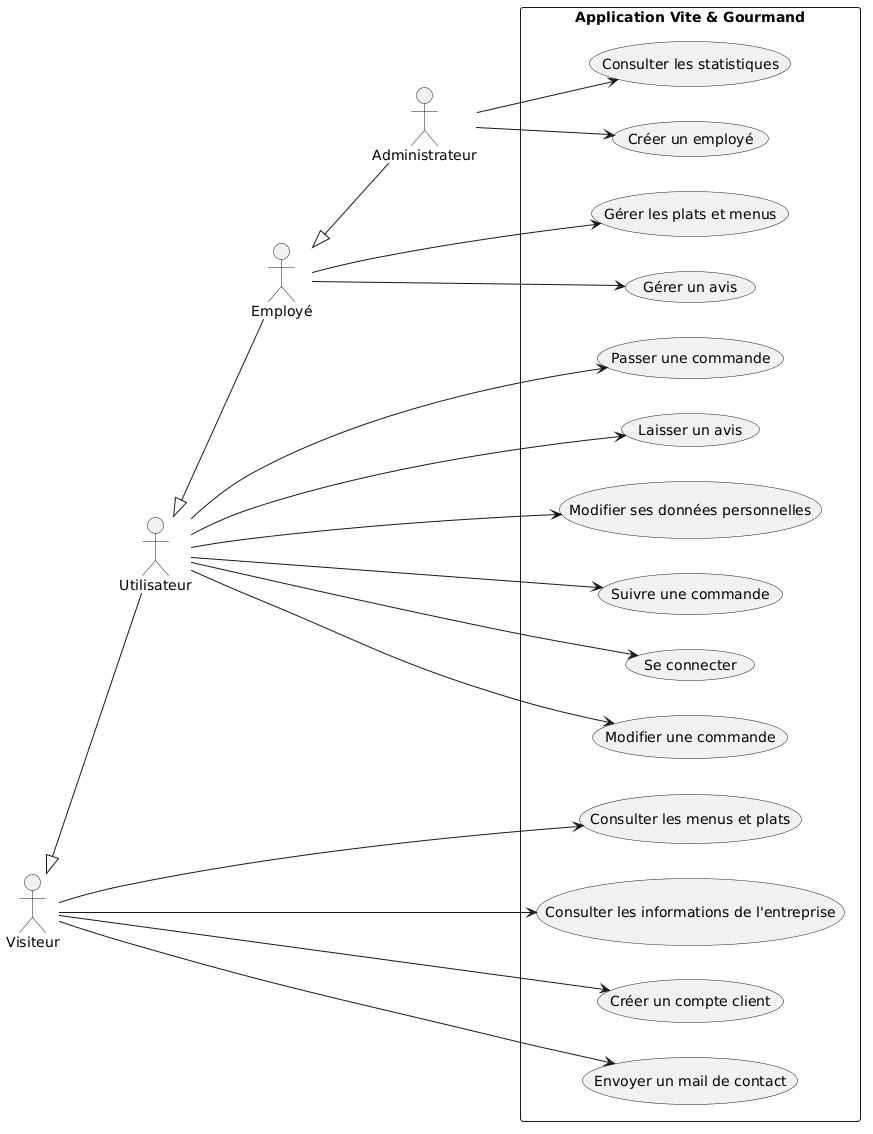 Application Vite & Gourmand
Consulter les statistiques
Administrateur
Créer un employé
Gérer les plats et menus
Employé
Gérer un avis
Passer une commande
Laisser un avis
Modifier ses données personnelles
Utilisateur
Suivre une commande
Se connecter
Modifier une commande
Consulter les menus et plats
Visiteur
Consulter les informations de l'entreprise
Créer un compte client
Envoyer un mail de contact